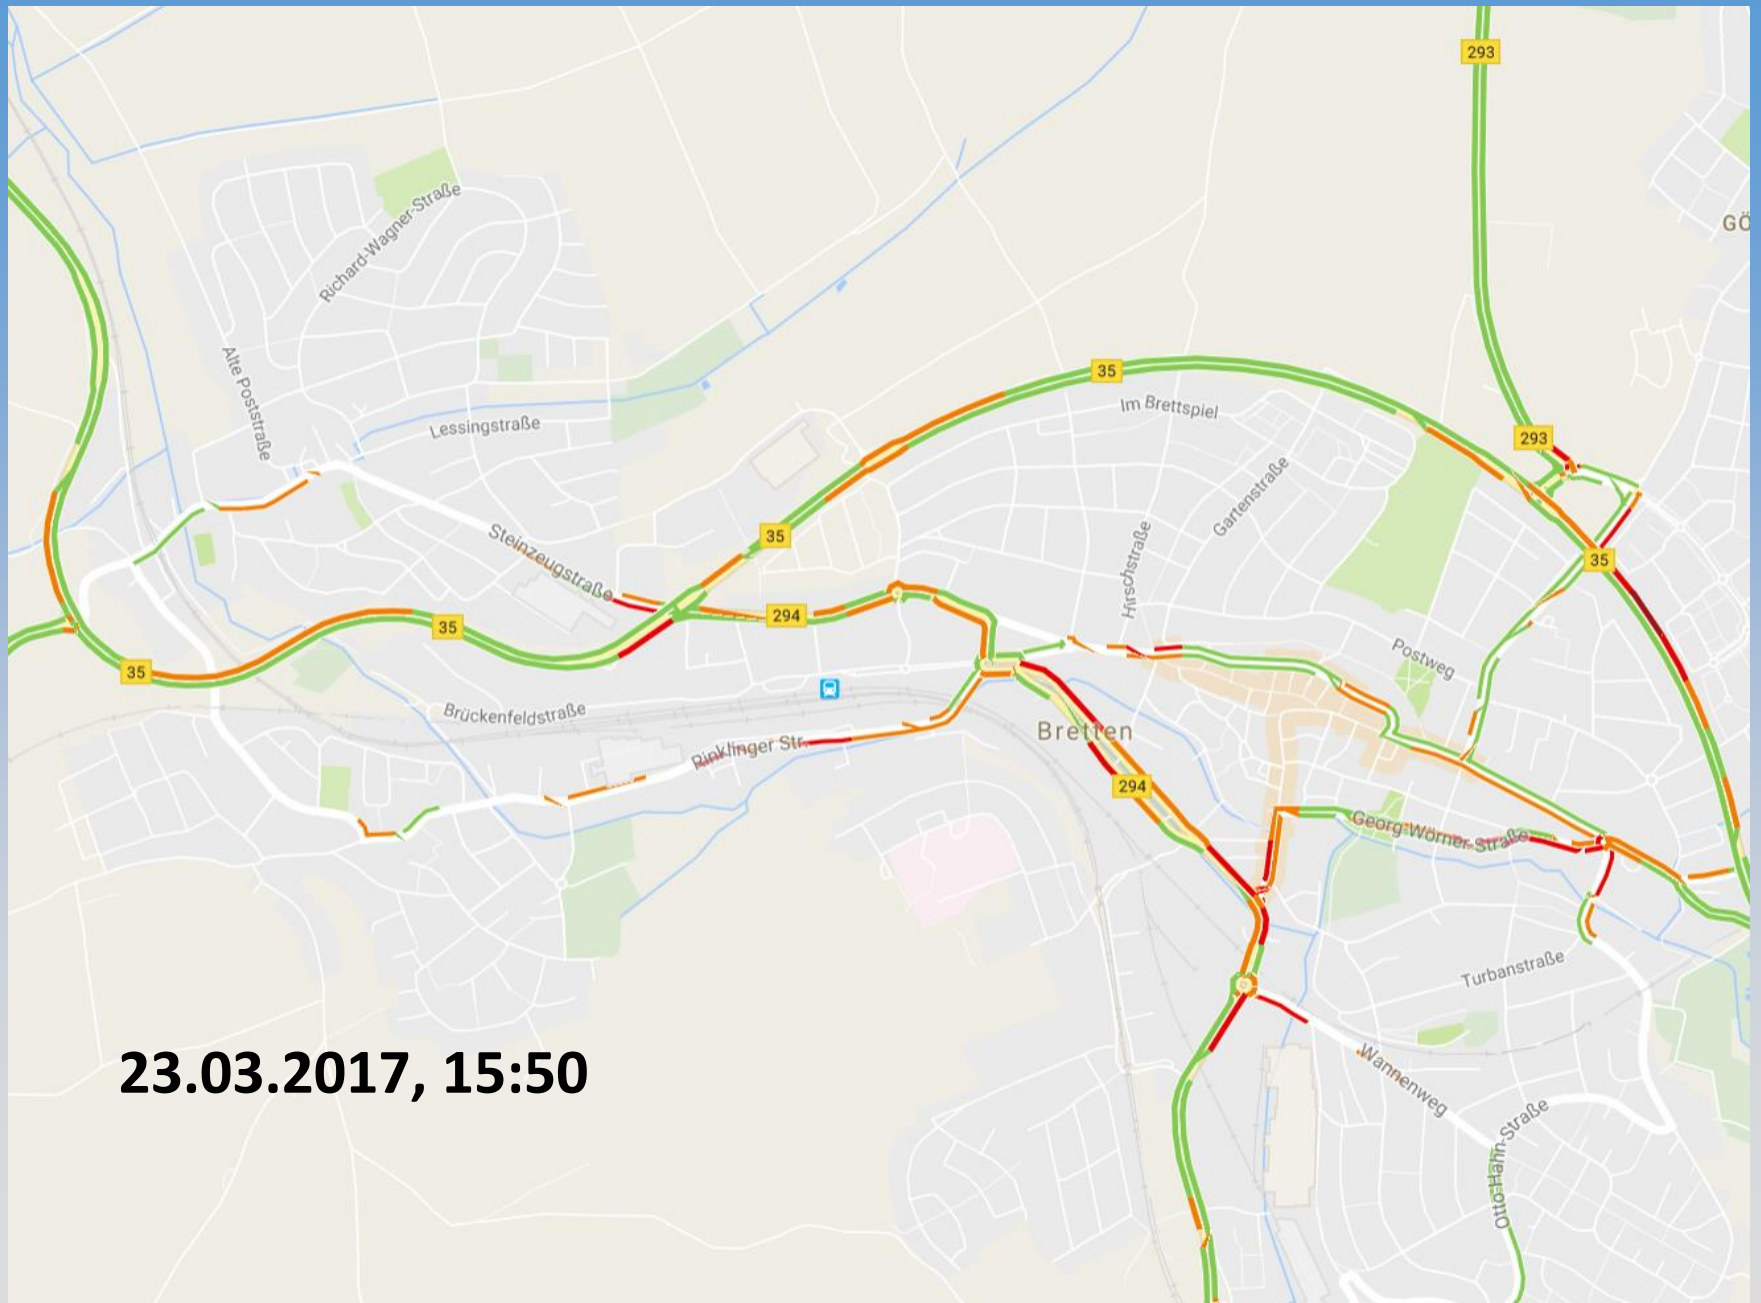 293
GÖ
Richard-Wagner-Straße
Alte Poststraße
35
Im Brettspiel
Lessingstraße
293
Gartenstraße
Steinzeugstraße
35
Hirschstraße
35
294
35
Postweg
35
Brückenfeldstraße
Rinklinger Str.
Bretten
294
Georg-Wörner-Straße
Turbanstraße
23.03.2017, 15:50
Wannenweg
Otto-Hahn-Straße